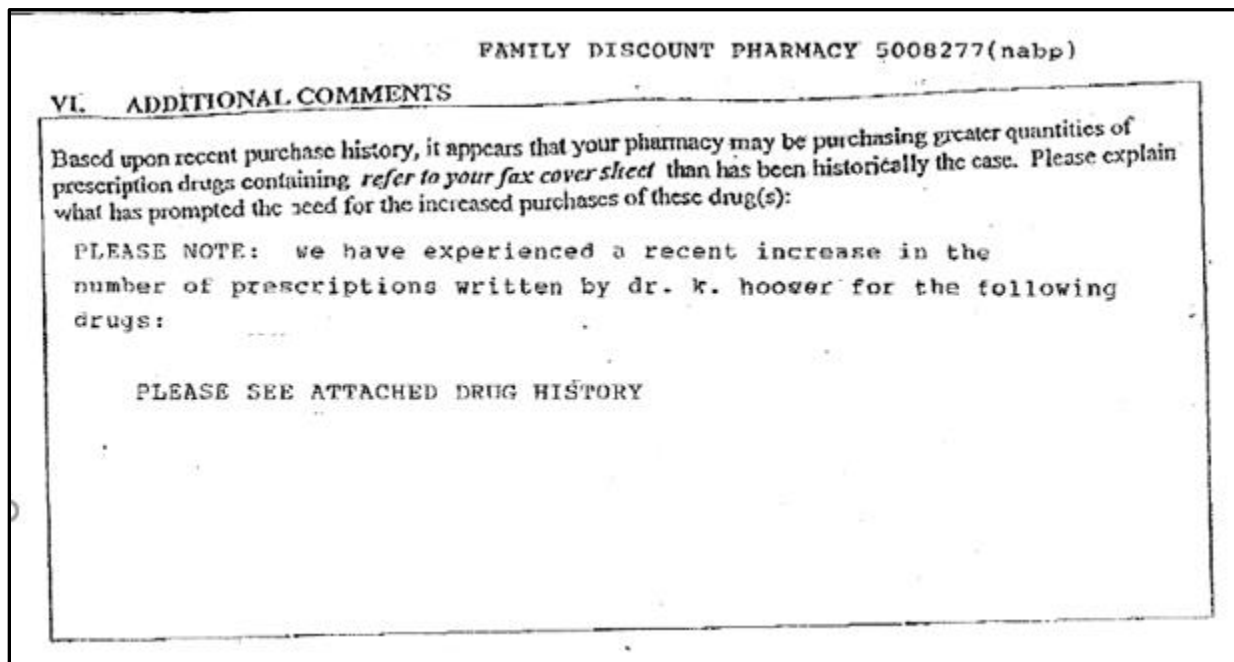 FAMILY DISCOUNT PHARMACY 5008277(nabp)
VI. ADDITIONAL COMMENTS
Based upon recent purchase history, it appears that your pharmacy may be purchasing greater quantities of
prescription drugs containing refer to your fax cover sheet than has been historically the case. Please explain
what has prompted the need for the increased purchases of these drug(s):
PLEASE NOTE: we have experienced a recent increase in the
number of prescriptions written by dr. k. hoover for the following
drugs:
PLEASE SEE ATTACHED DRUG HISTORY